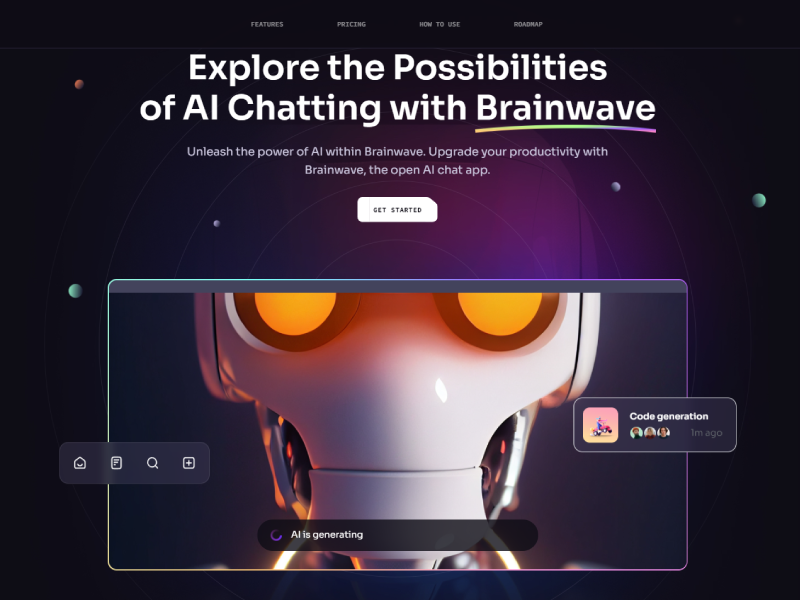 FEATURES PRICING HOW TO USE ROADMAP
Explore the Possibilities
of AI Chatting with Brainwave
Unleash the power of AI within Brainwave. Upgrade your productivity with
Brainwave, the open AI chat app.
GET STARTED
Code generation
1m ago
AI is generating